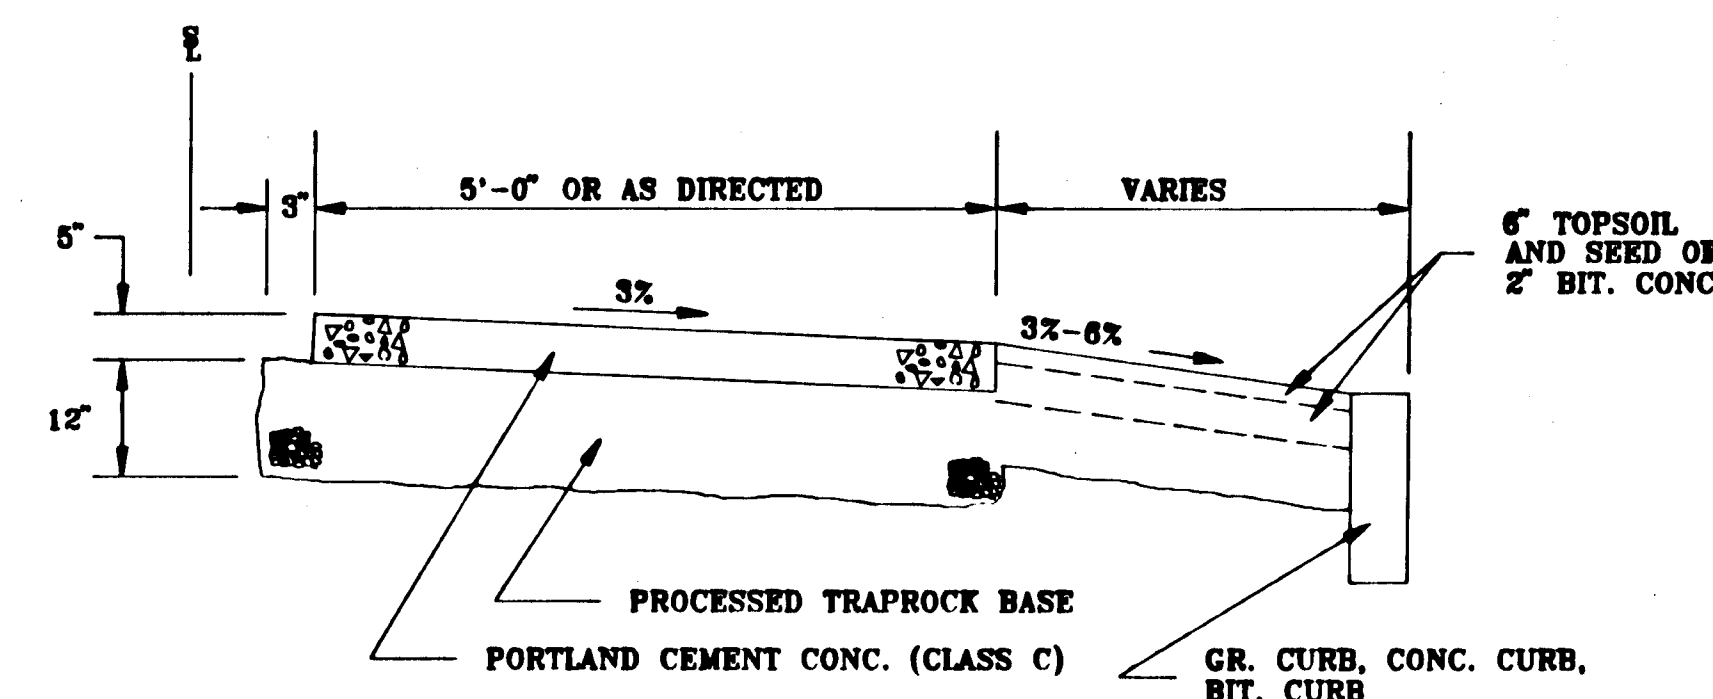 SL
3"
5'-0" OR AS DIRECTED
VARIES
5"
6" TOPSOIL
AND SEED OR
2" BIT. CONC
3%
3%-6%
12"
PROCESSED TRAPROCK BASE
PORTLAND CEMENT CONC. (CLASS C)
GR. CURB, CONC. CURB,
BIT. CURB